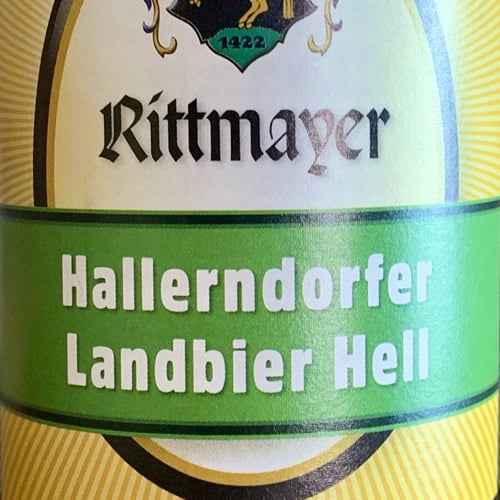 1422
Rittmayer
Hallerndorfer
Landbier Hell